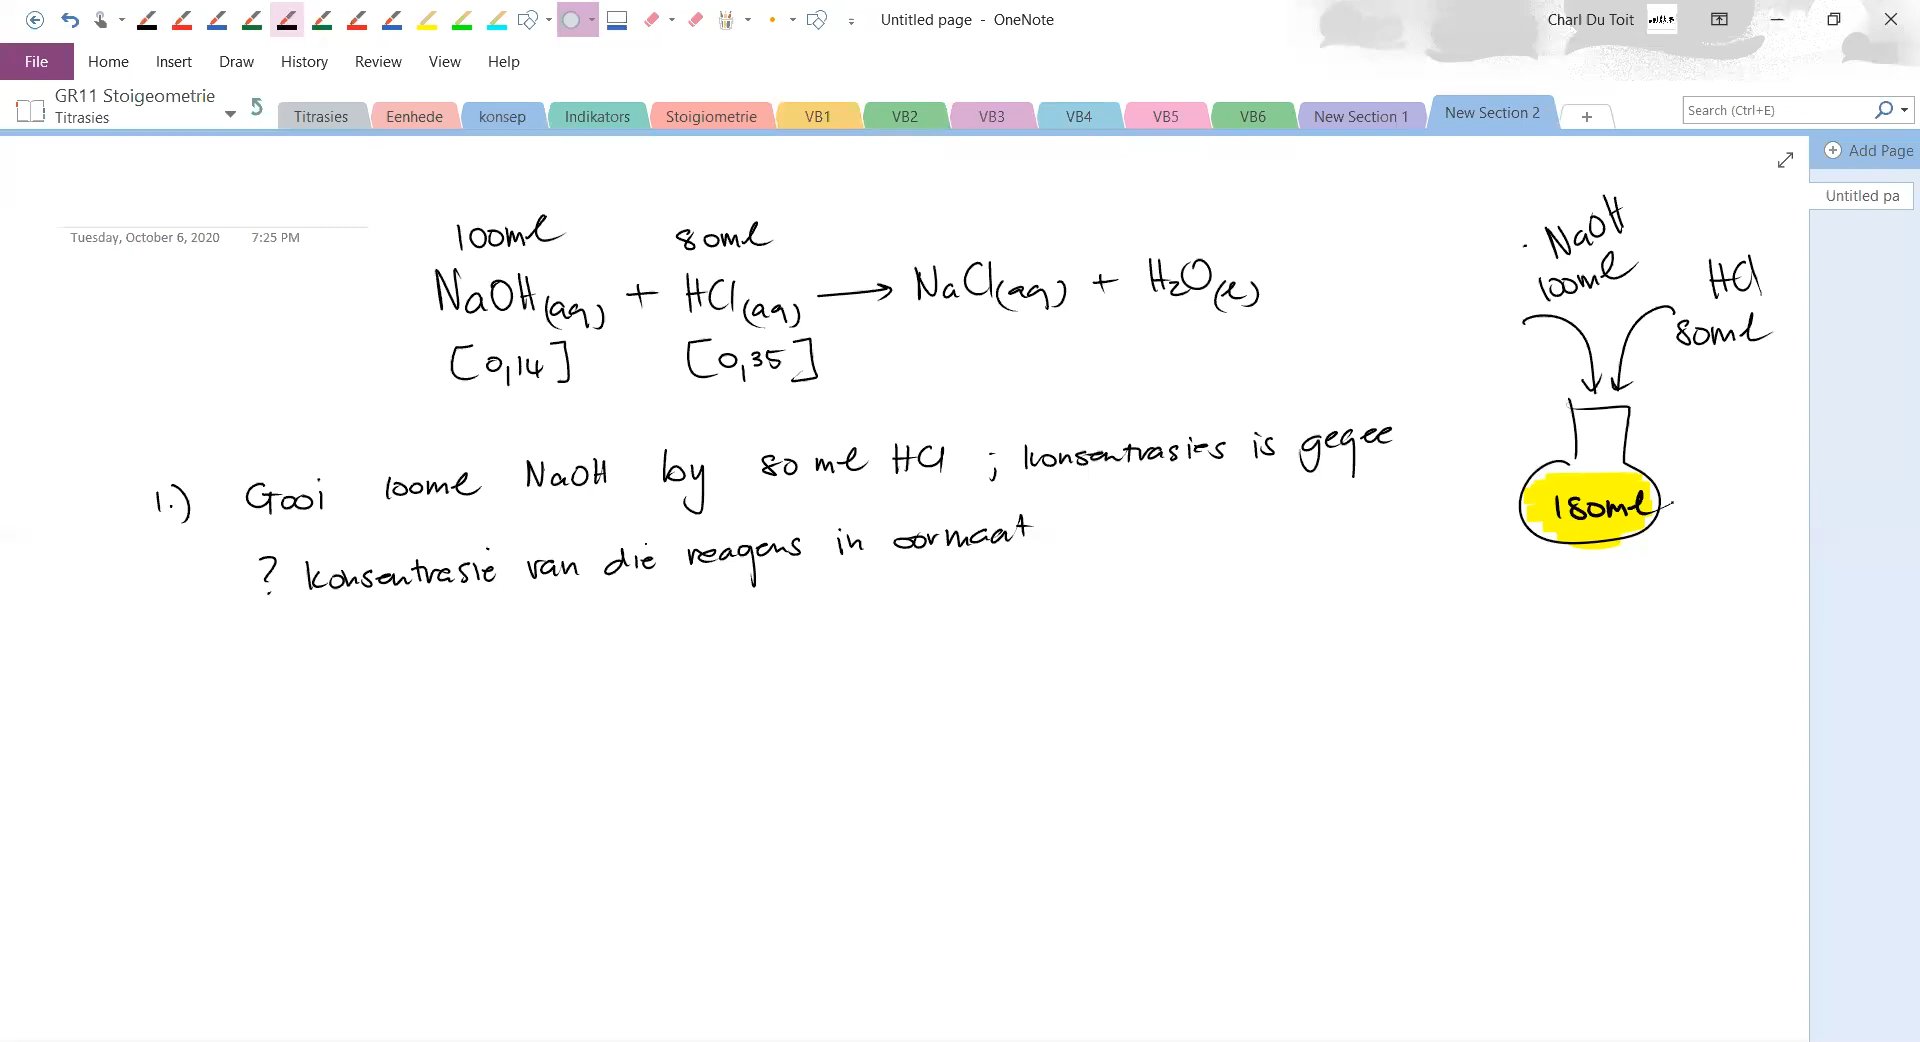 Untitled page - OneNote
Charl Du Toit
File Home Insert Draw History Review View Help
GR11 Stoigeometrie
Titrasies
Titrasies Eenhede konsep Indikators Stoigiometrie VB1 VB2 VB3 VB4 VB5 VB6 New Section 1 New Section 2 +
Search (Ctrl+E)
Add Page
Untitled pa
Tuesday, October 6, 2020 7:25 PM
100ml 80ml
NaOH(aq) + HCl(aq) → NaCl(aq) + H₂O(l)
[0,14] [0,35]
NaOH
100ml
HCl
80ml
180ml
1.) Gooi 100ml NaOH by 80 ml HCl ; konsentrasies is gegee
? konsentrasie van die reagens in oormaat